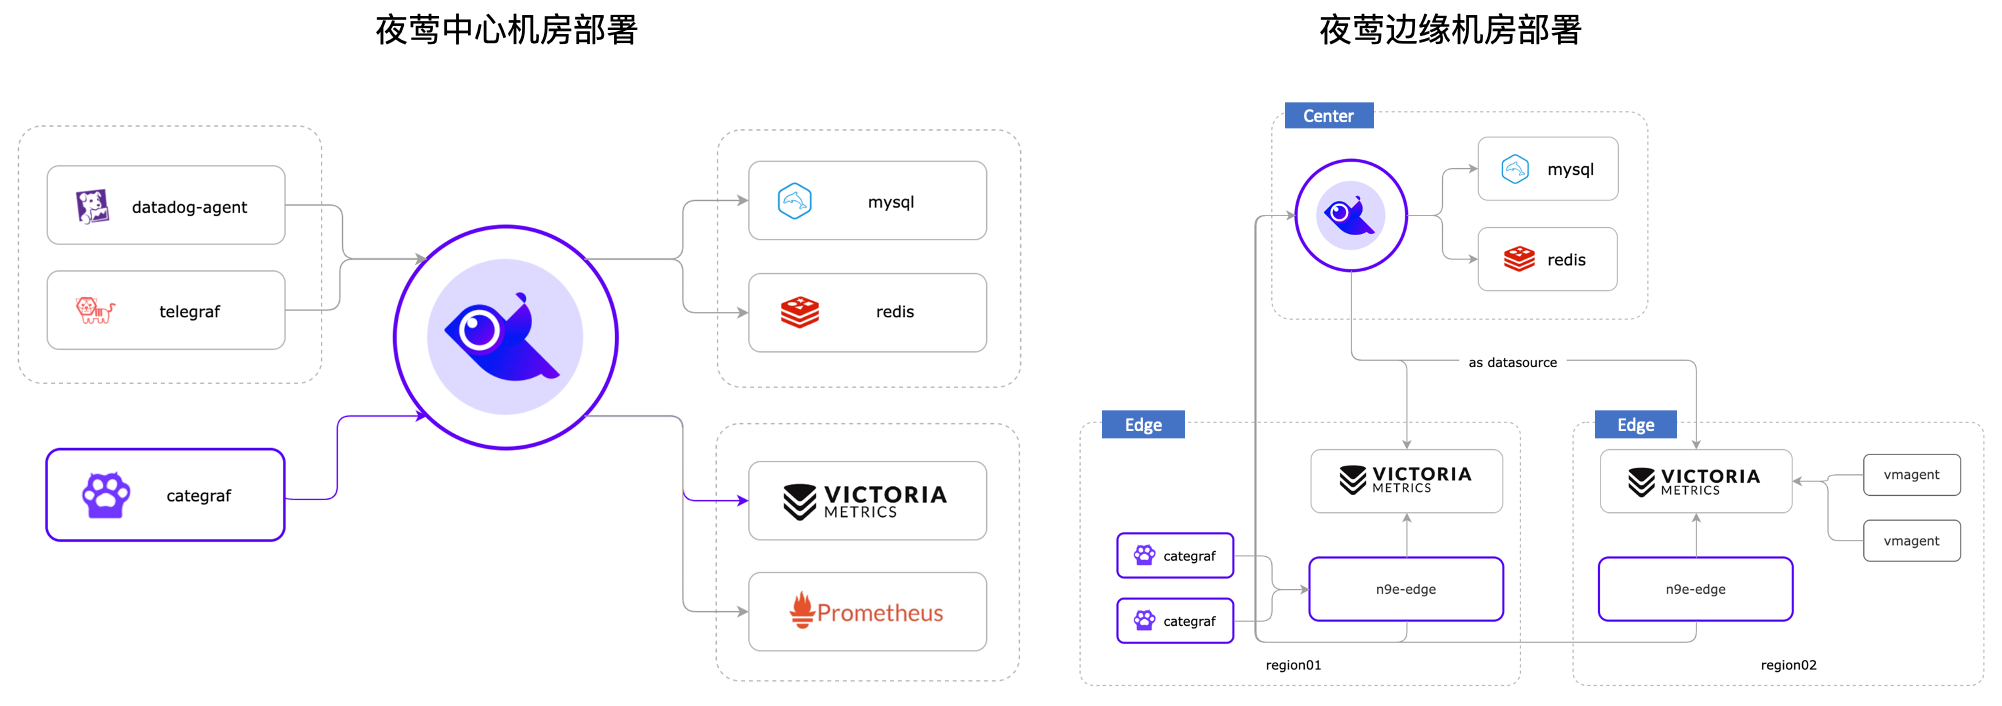 夜莺中心机房部署
datadog-agent
telegraf
categraf
mysql
redis
VICTORIA
METRICS
Prometheus
夜莺边缘机房部署
Center
mysql
redis
as datasource
Edge
VICTORIA
METRICS
categraf
categraf
n9e-edge
region01
Edge
VICTORIA
METRICS
vmagent
vmagent
n9e-edge
region02